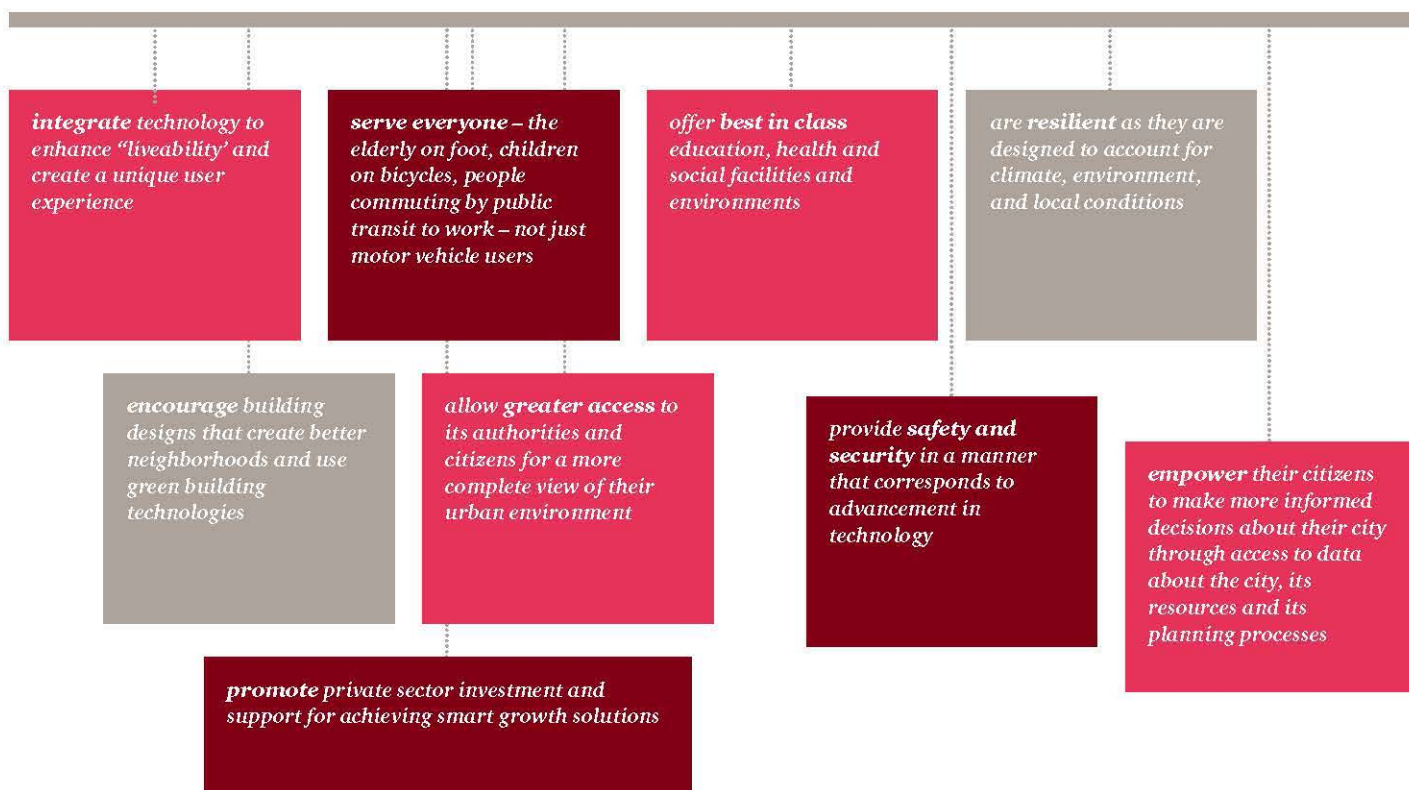 integrate technology to
enhance “liveability’ and
create a unique user
experience
serve everyone – the
elderly on foot, children
on bicycles, people
commuting by public
transit to work – not just
motor vehicle users
offer best in class
education, health and
social facilities and
environments
are resilient as they are
designed to account for
climate, environment,
and local conditions
encourage building
designs that create better
neighborhoods and use
green building
technologies
allow greater access to
its authorities and
citizens for a more
complete view of their
urban environment
provide safety and
security in a manner
that corresponds to
advancement in
technology
empower their citizens
to make more informed
decisions about their city
through access to data
about the city, its
resources and its
planning processes
promote private sector investment and
support for achieving smart growth solutions